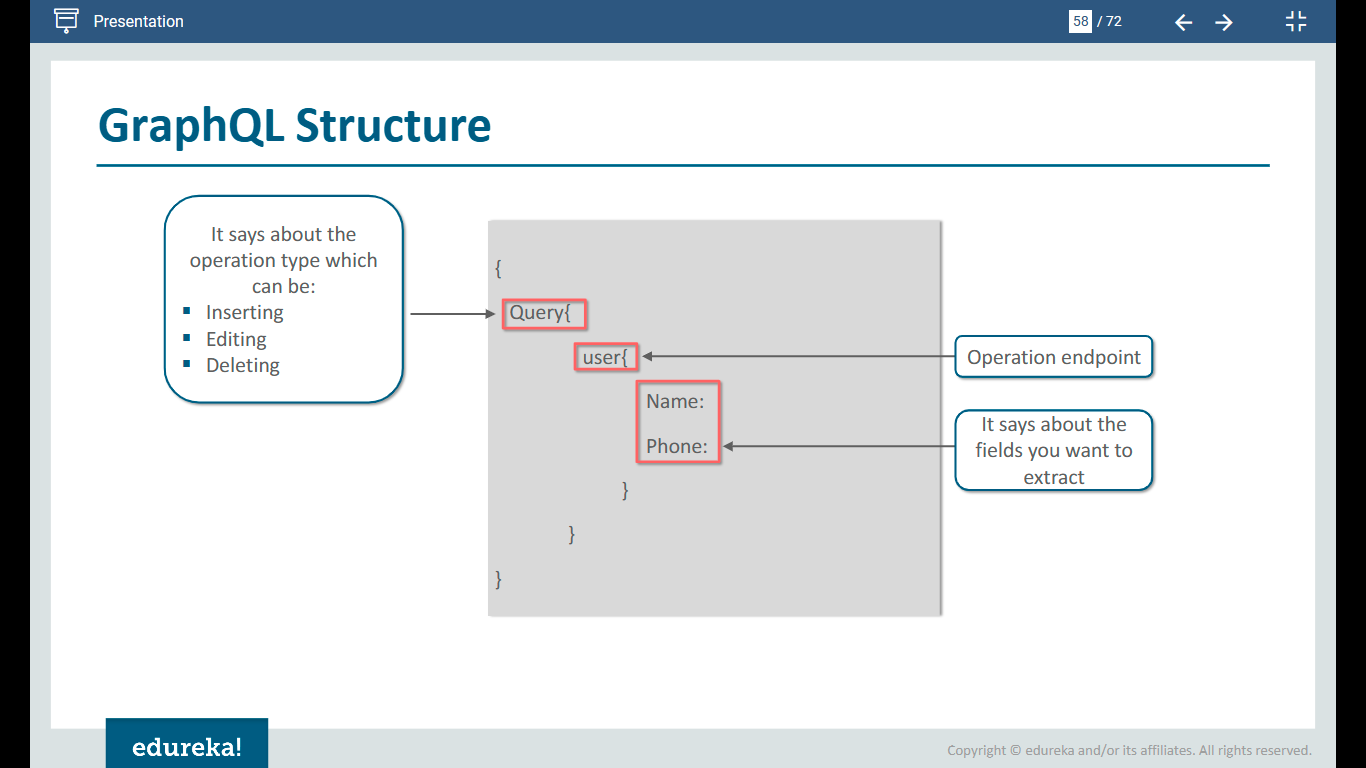 Presentation
58 / 72
GraphQL Structure
It says about the
operation type which
can be:
▪ Inserting
▪ Editing
▪ Deleting
{
Query{
user{
Operation endpoint
Name:
Phone:
It says about the
fields you want to
extract
}
}
}
edureka!
Copyright © edureka and/or its affiliates. All rights reserved.